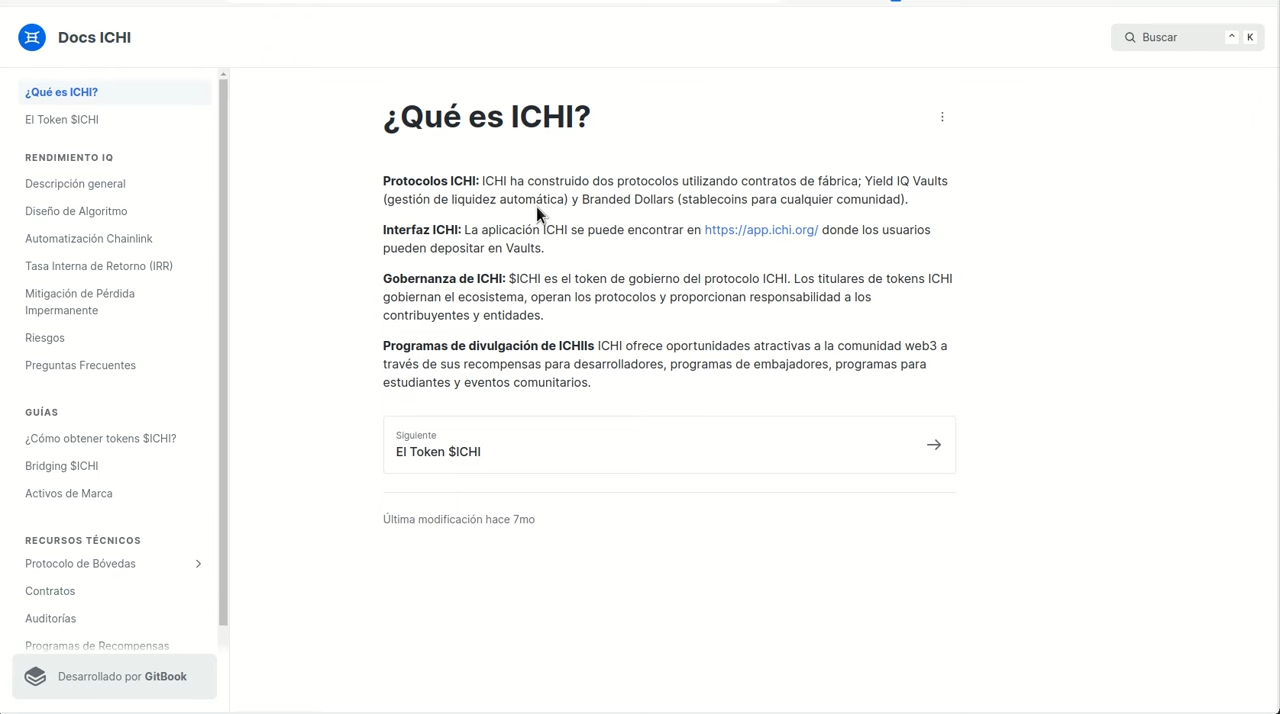 Docs ICHI
Buscar
^ K
¿Qué es ICHI?
El Token $ICHI
RENDIMIENTO IQ
Descripción general
Diseño de Algoritmo
Automatización Chainlink
Tasa Interna de Retorno (IRR)
Mitigación de Pérdida
Impermanente
Riesgos
Preguntas Frecuentes
GUÍAS
¿Cómo obtener tokens $ICHI?
Bridging $ICHI
Activos de Marca
RECURSOS TÉCNICOS
Protocolo de Bóvedas
Contratos
Auditorías
Programas de Recompensas
Desarrollado por GitBook
¿Qué es ICHI?
Protocolos ICHI: ICHI ha construido dos protocolos utilizando contratos de fábrica; Yield IQ Vaults
(gestión de liquidez automática) y Branded Dollars (stablecoins para cualquier comunidad).
Interfaz ICHI: La aplicación ICHI se puede encontrar en https://app.ichi.org/ donde los usuarios
pueden depositar en Vaults.
Gobernanza de ICHI: $ICHI es el token de gobierno del protocolo ICHI. Los titulares de tokens ICHI
gobiernan el ecosistema, operan los protocolos y proporcionan responsabilidad a los
contribuyentes y entidades.
Programas de divulgación de ICHIIs ICHI ofrece oportunidades atractivas a la comunidad web3 a
través de sus recompensas para desarrolladores, programas de embajadores, programas para
estudiantes y eventos comunitarios.
Siguiente
El Token $ICHI
Última modificación hace 7mo